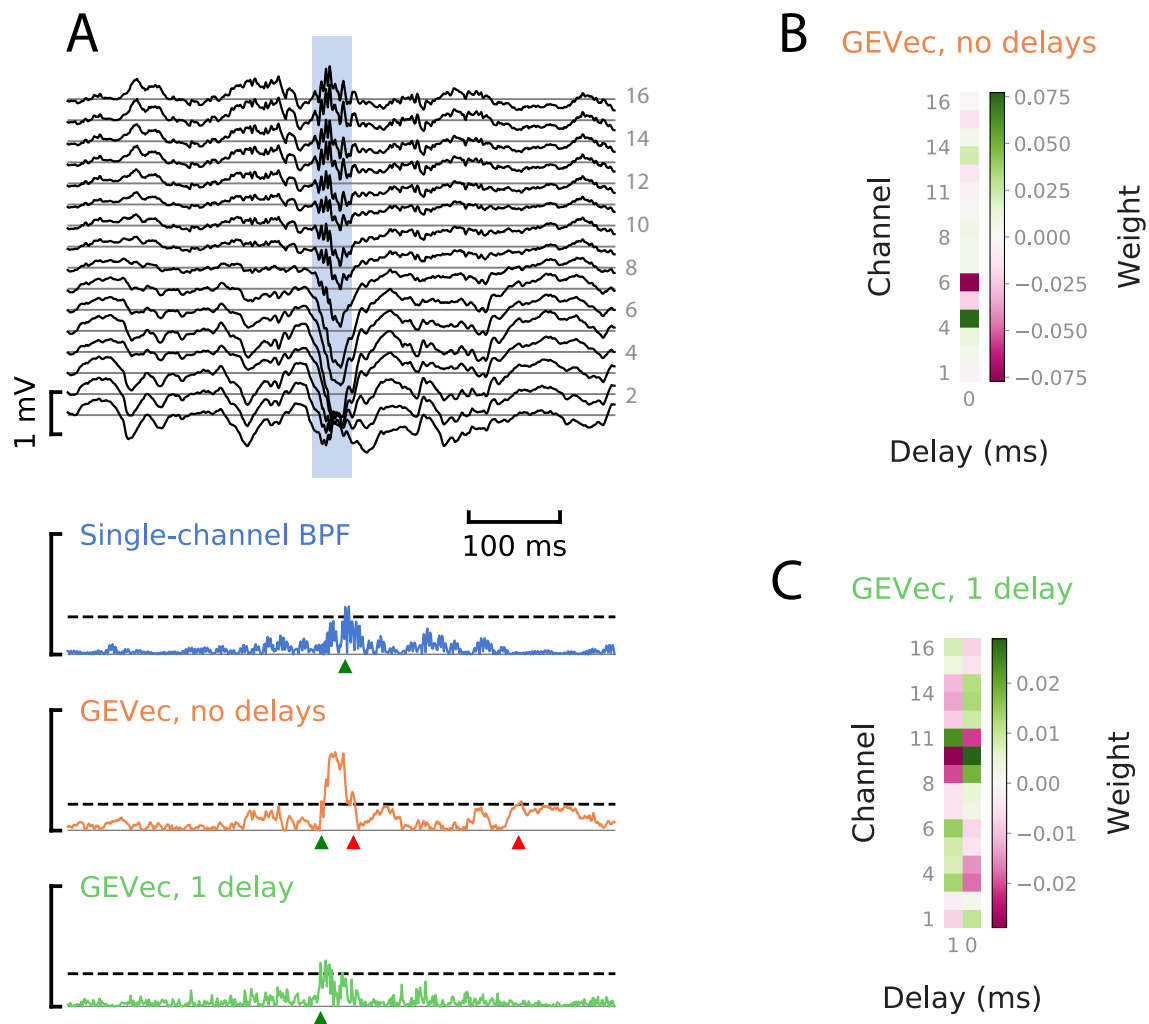 A
16
14
12
10
8
6
4
2
1 mV
Single-channel BPF
100 ms
GEVec, no delays
GEVec, 1 delay
B
GEVec, no delays
Channel
16
14
11
8
6
4
1
0
Delay (ms)
0.075
0.050
0.025
0.000
−0.025
−0.050
−0.075
Weight
C
GEVec, 1 delay
Channel
16
14
11
8
6
4
1
1 0
Delay (ms)
0.02
0.01
0.00
−0.01
−0.02
Weight